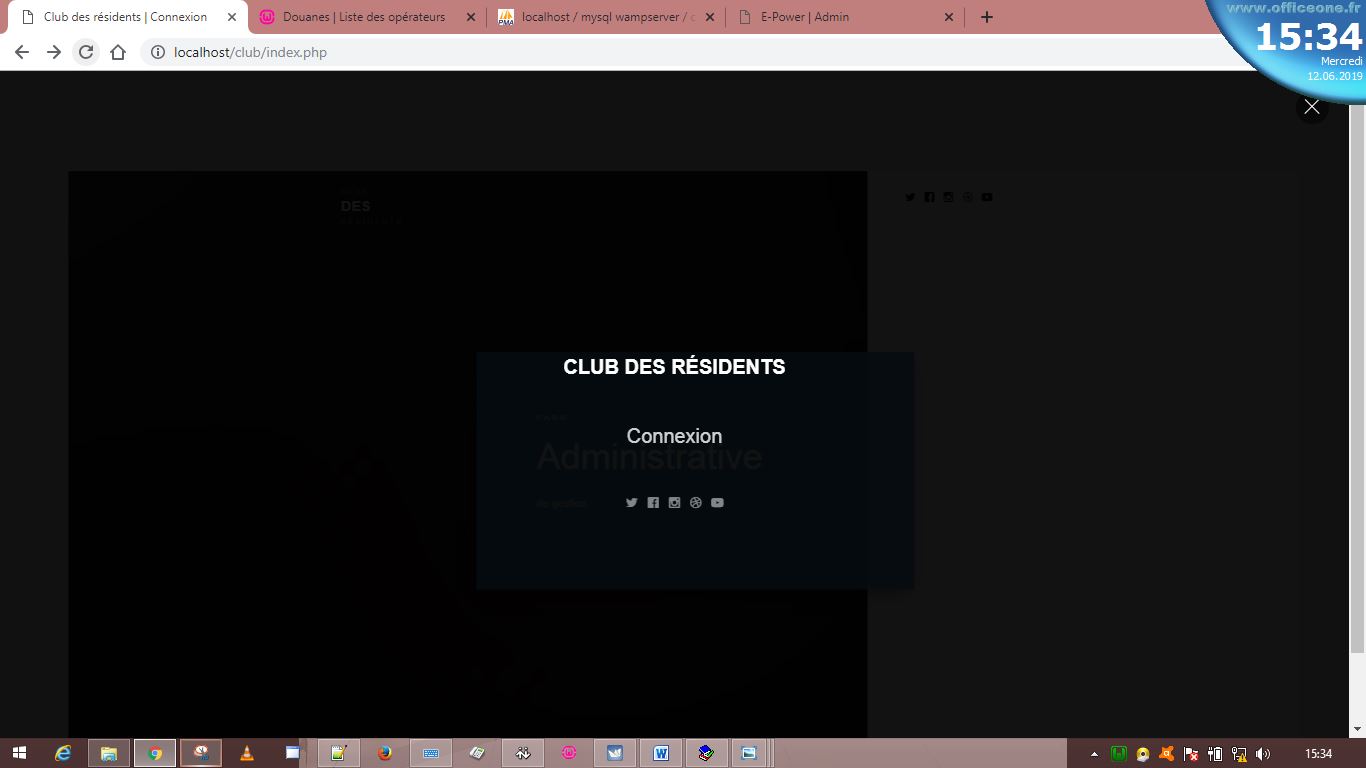 Club des résidents | Connexion
Douanes | Liste des opérateurs
localhost / mysql wampserver / c
E-Power | Admin
www.officeone.fr
15:34
Mercredi
12.06.2019
localhost/club/index.php
DES
CLUB DES RÉSIDENTS
Connexion
Administrative
15:34